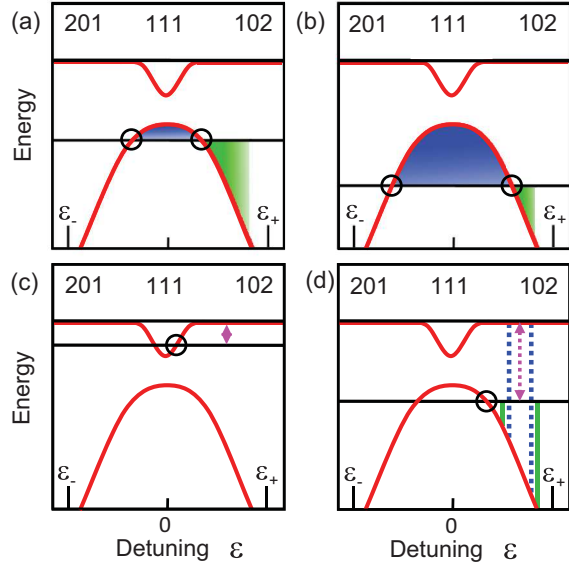 (a)
201 111 102
Energy
ε- ε+
(b)
201 111 102
ε- ε+
(c)
201 111 102
Energy
ε- ε+
0
Detuning ε
(d)
201 111 102
ε- ε+
0
Detuning ε